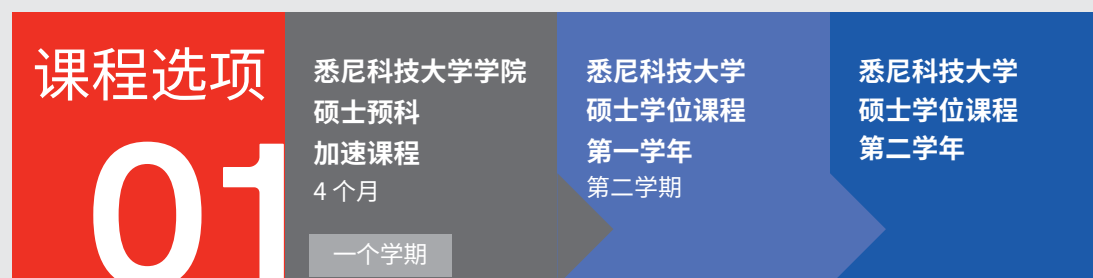 课程选项
01
悉尼科技大学学院
硕士预科
加速课程
4 个月
一个学期
悉尼科技大学
硕士学位课程
第一学年
第二学期
悉尼科技大学
硕士学位课程
第二学年